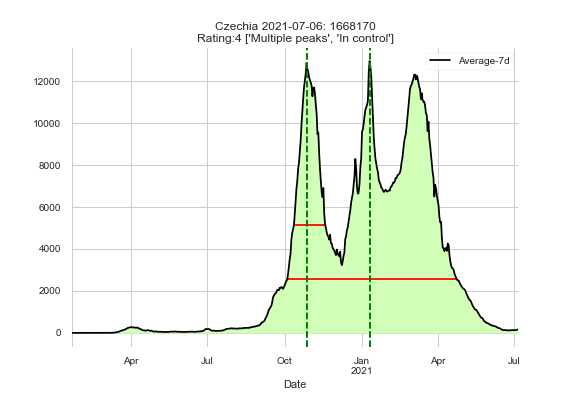 Czechia 2021-07-06: 1668170
Rating:4 ['Multiple peaks', 'In control']
Average-7d
12000
10000
8000
6000
4000
2000
0
Apr
Jul
Oct
Jan
2021
Apr
Jul
Date